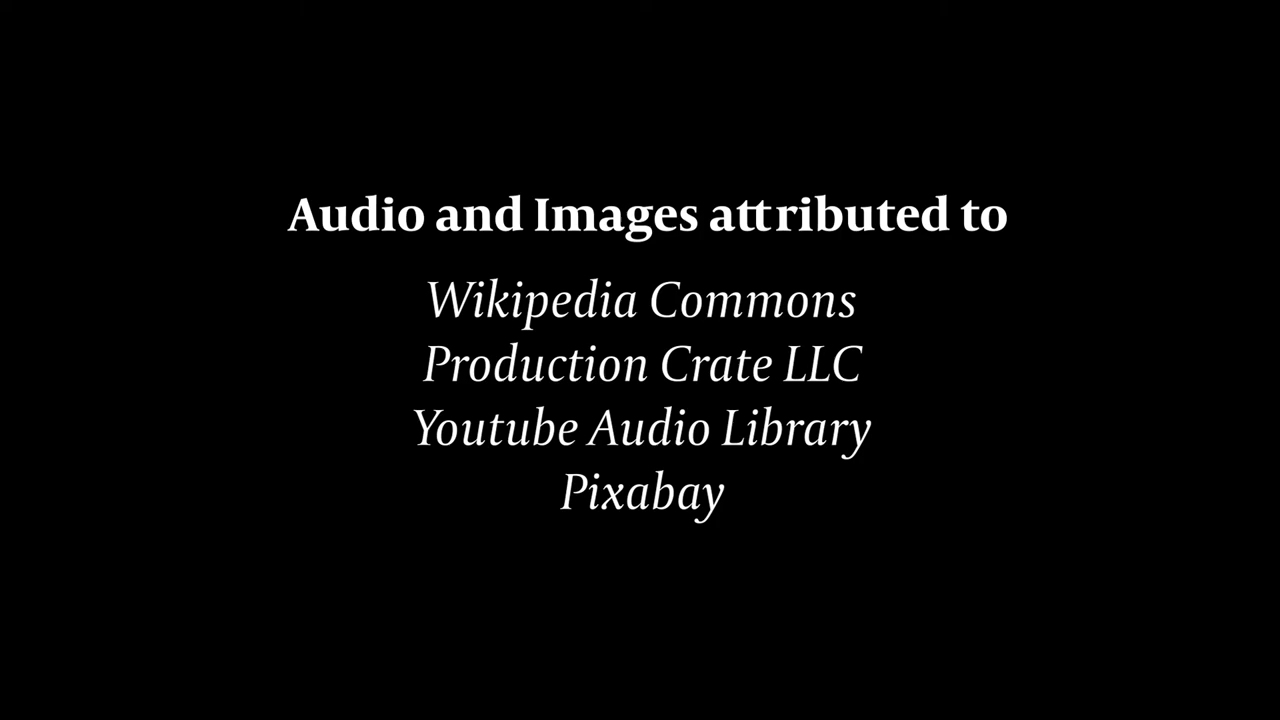 Audio and Images attributed to
Wikipedia Commons
Production Crate LLC
Youtube Audio Library
Pixabay